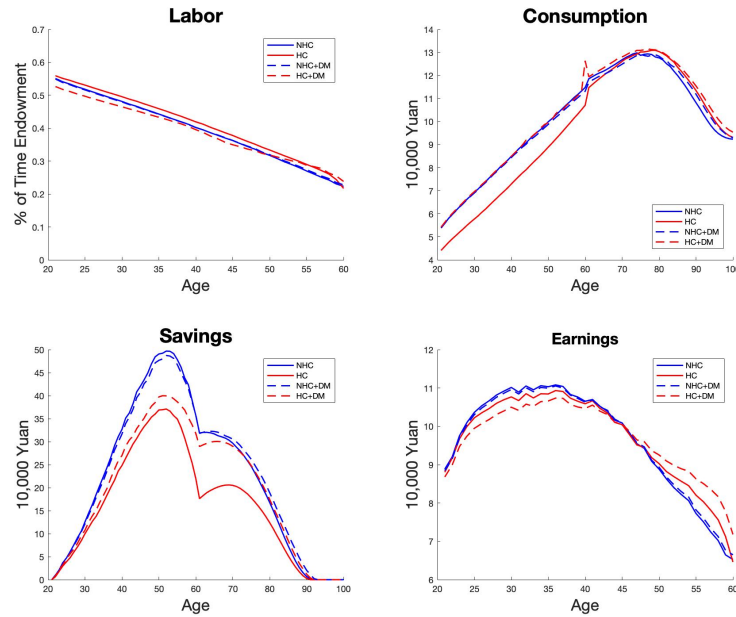 Labor
% of Time Endowment
0.7
0.6
0.5
0.4
0.3
0.2
0.1
0
20
25
30
35
40
45
50
55
60
Age
NHC
HC
NHC+DM
HC+DM
Consumption
10,000 Yuan
14
13
12
11
10
9
8
7
6
5
4
20
30
40
50
60
70
80
90
100
Age
NHC
HC
NHC+DM
HC+DM
Savings
10,000 Yuan
50
45
40
35
30
25
20
15
10
5
0
20
30
40
50
60
70
80
90
100
Age
NHC
HC
NHC+DM
HC+DM
Earnings
10,000 Yuan
12
11
10
9
8
7
6
20
25
30
35
40
45
50
55
60
Age
NHC
HC
NHC+DM
HC+DM